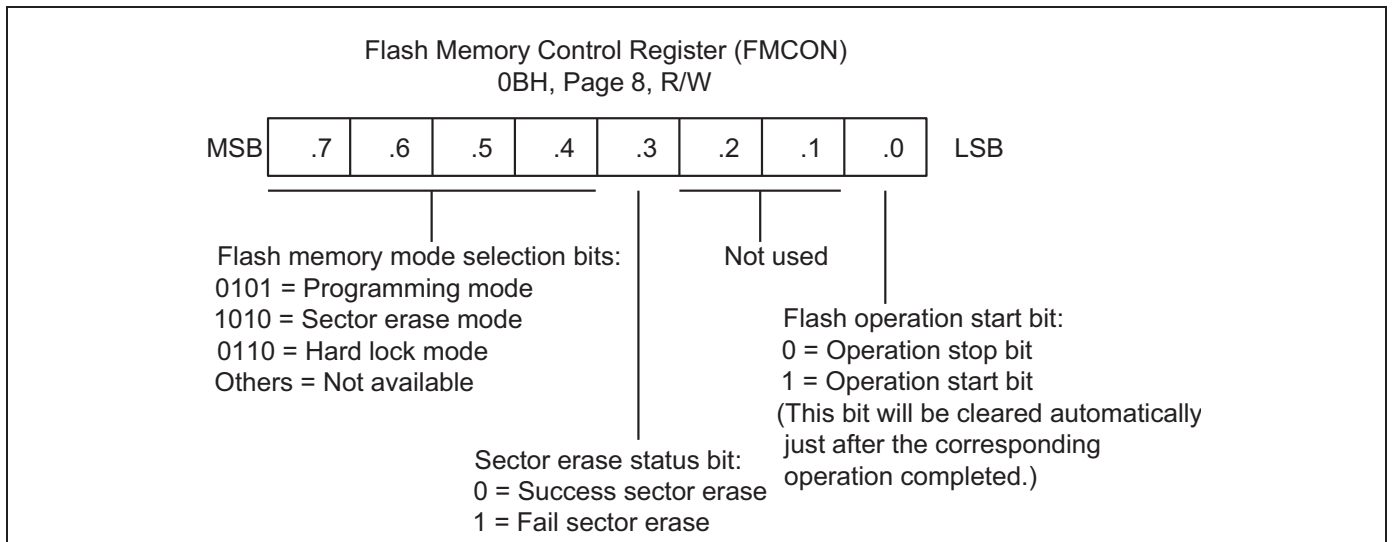 Flash Memory Control Register (FMCON)
0BH, Page 8, R/W
MSB .7 .6 .5 .4 .3 .2 .1 .0 LSB
Flash memory mode selection bits:
0101 = Programming mode
1010 = Sector erase mode
0110 = Hard lock mode
Others = Not available
Not used
Flash operation start bit:
0 = Operation stop bit
1 = Operation start bit
(This bit will be cleared automatically
just after the corresponding
operation completed.)
Sector erase status bit:
0 = Success sector erase
1 = Fail sector erase